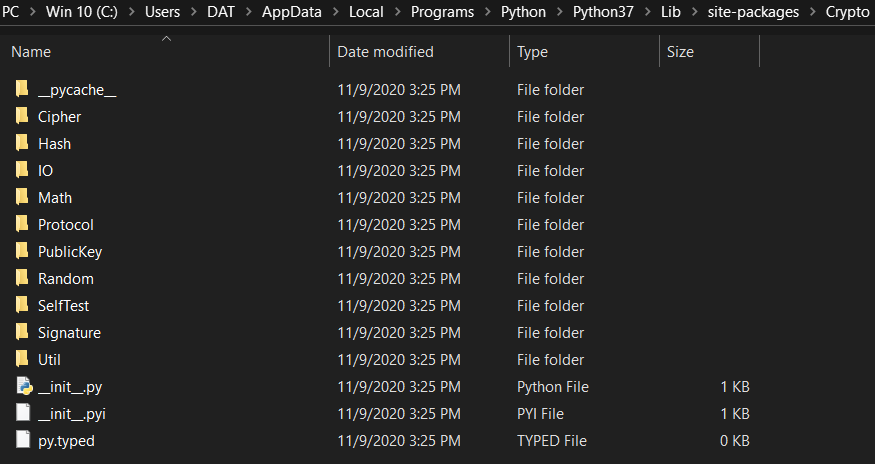 PC > Win 10 (C:) > Users > DAT > AppData > Local > Programs > Python > Python37 > Lib > site-packages > Crypto
Name Date modified Type Size
__pycache__ 11/9/2020 3:25 PM File folder
Cipher 11/9/2020 3:25 PM File folder
Hash 11/9/2020 3:25 PM File folder
IO 11/9/2020 3:25 PM File folder
Math 11/9/2020 3:25 PM File folder
Protocol 11/9/2020 3:25 PM File folder
PublicKey 11/9/2020 3:25 PM File folder
Random 11/9/2020 3:25 PM File folder
SelfTest 11/9/2020 3:25 PM File folder
Signature 11/9/2020 3:25 PM File folder
Util 11/9/2020 3:25 PM File folder
__init__.py 11/9/2020 3:25 PM Python File 1 KB
__init__.pyi 11/9/2020 3:25 PM PYI File 1 KB
py.typed 11/9/2020 3:25 PM TYPED File 0 KB